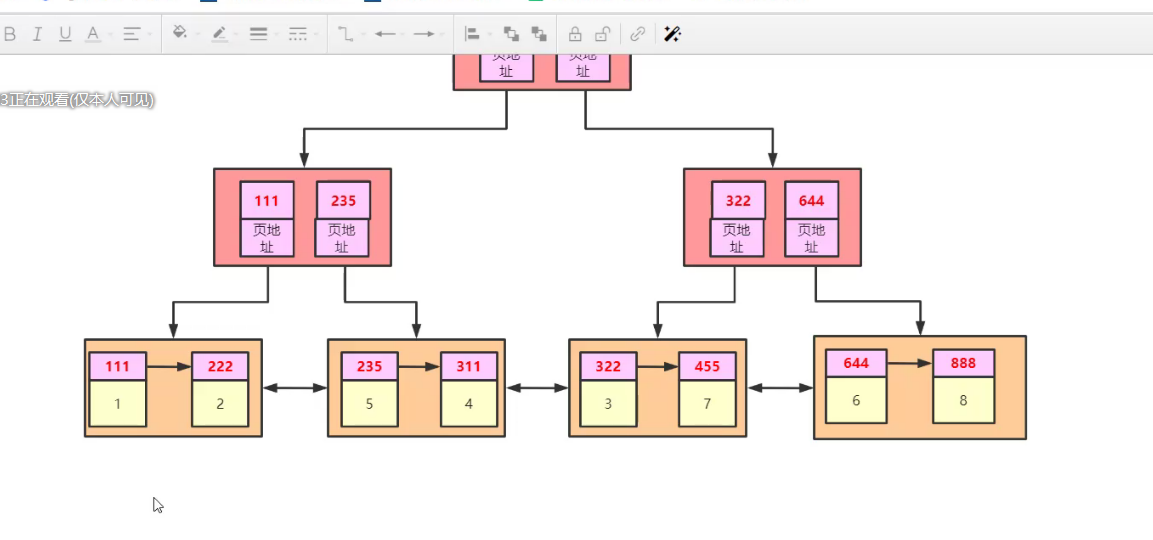 B I U A
页地 页地
址 址
3正在观看(仅本人可见)
111 235 322 644
页地 页地 页地 页地
址 址 址 址
111 222 235 311 322 455 644 888
1 2 5 4 3 7 6 8